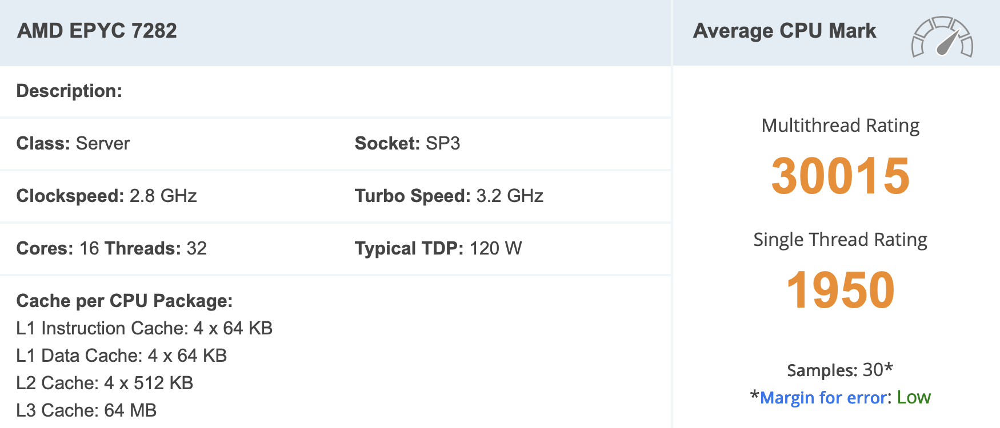 AMD EPYC 7282
Average CPU Mark
Description:
Class: Server
Socket: SP3
Clockspeed: 2.8 GHz
Turbo Speed: 3.2 GHz
Cores: 16 Threads: 32
Typical TDP: 120 W
Cache per CPU Package:
L1 Instruction Cache: 4 x 64 KB
L1 Data Cache: 4 x 64 KB
L2 Cache: 4 x 512 KB
L3 Cache: 64 MB
Multithread Rating
30015
Single Thread Rating
1950
Samples: 30*
*Margin for error: Low